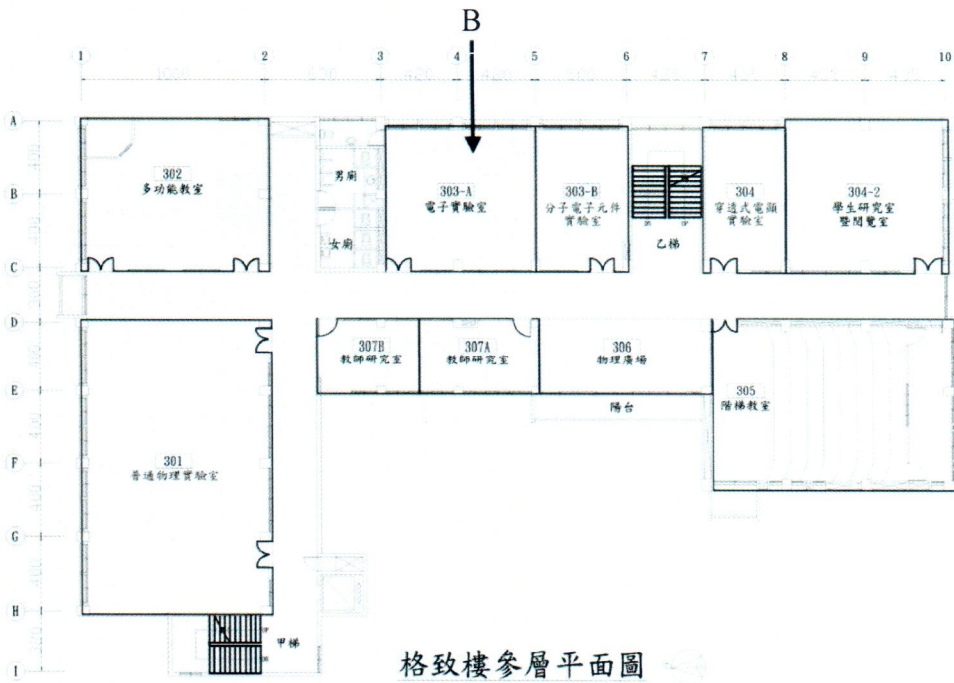 B
1 2 3 4 5 6 7 8 9 10
A
302
多功能教室
男廁
303-A
電子實驗室
303-B
分子電子元件
實驗室
304
穿透式電顯
實驗室
304-2
學生研究室
暨閱覽室
B
女廁
乙梯
C
D
307B
教師研究室
307A
教師研究室
306
物理廣場
E
305
階梯教室
陽台
F
301
普通物理實驗室
G
H
甲梯
I
格致樓參層平面圖